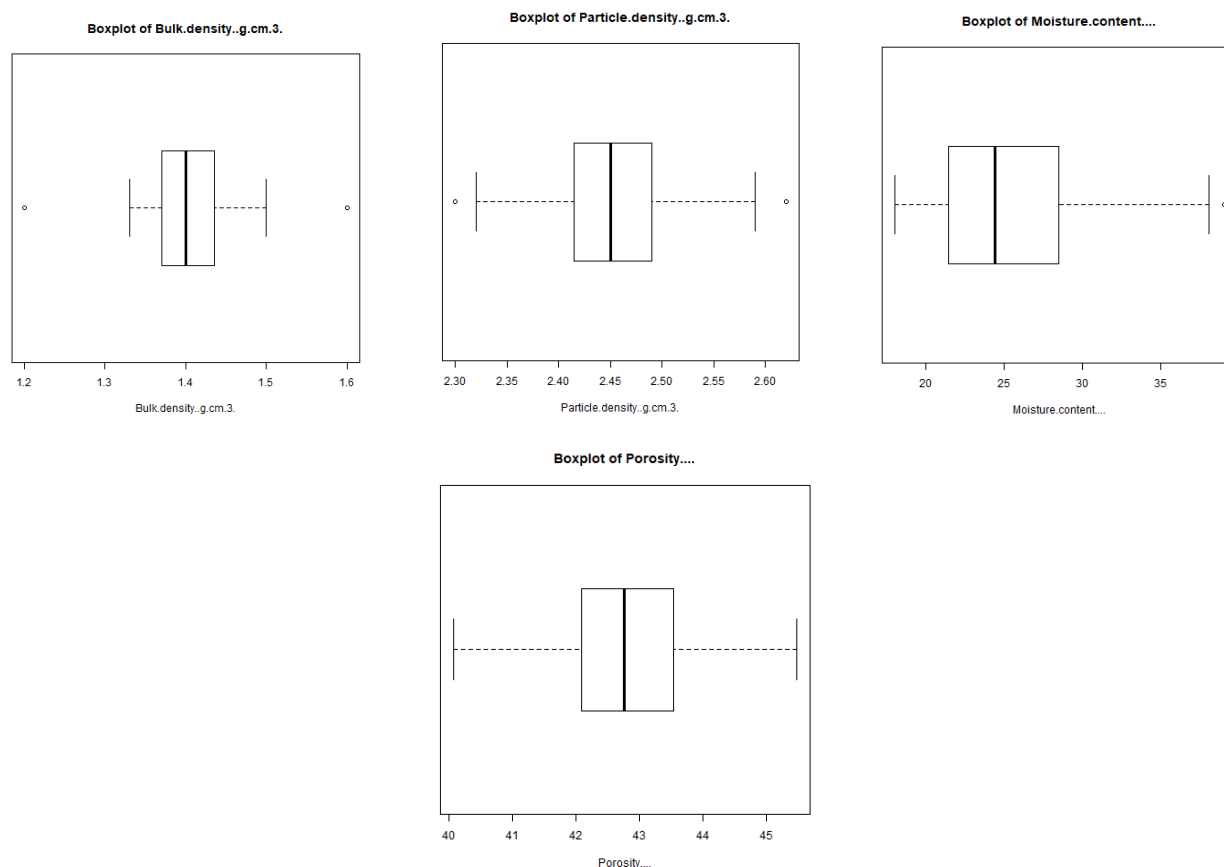 Boxplot of Bulk.density..g.cm.3.
1.2 1.3 1.4 1.5 1.6
Bulk.density..g.cm.3.
Boxplot of Particle.density..g.cm.3.
2.30 2.35 2.40 2.45 2.50 2.55 2.60
Particle.density..g.cm.3.
Boxplot of Moisture.content....
20 25 30 35
Moisture.content....
Boxplot of Porosity....
40 41 42 43 44 45
Porosity....